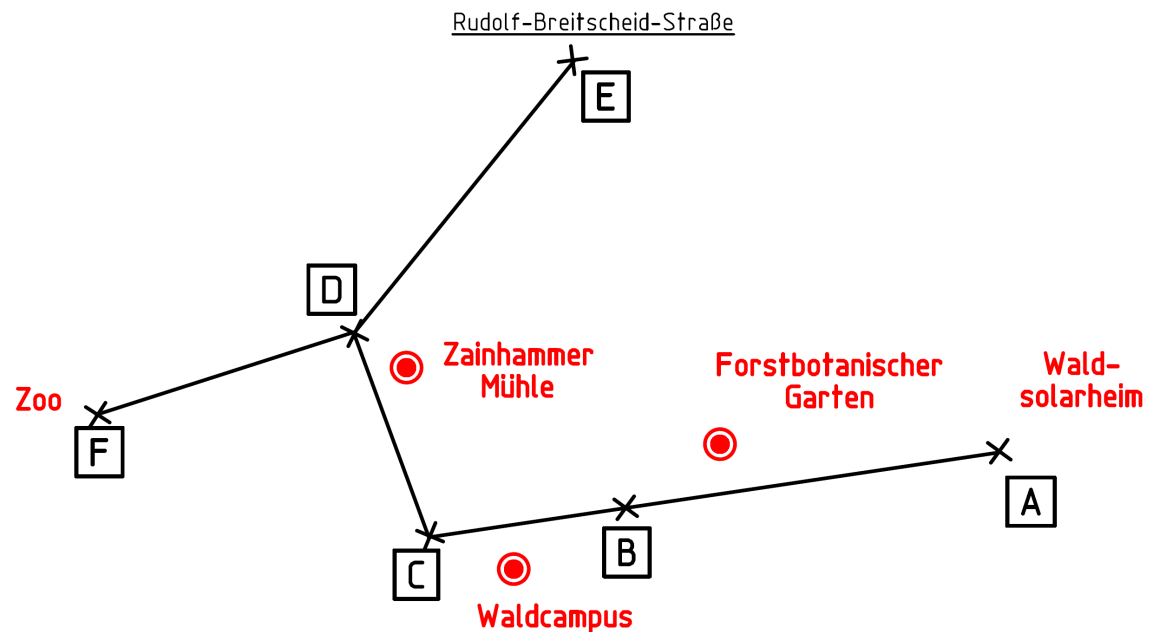 Rudolf-Breitscheid-Straße
E
D
Zainhammer
Mühle
Forstbotanischer
Garten
Wald-
solarheim
Zoo
F
A
B
C
Waldcampus